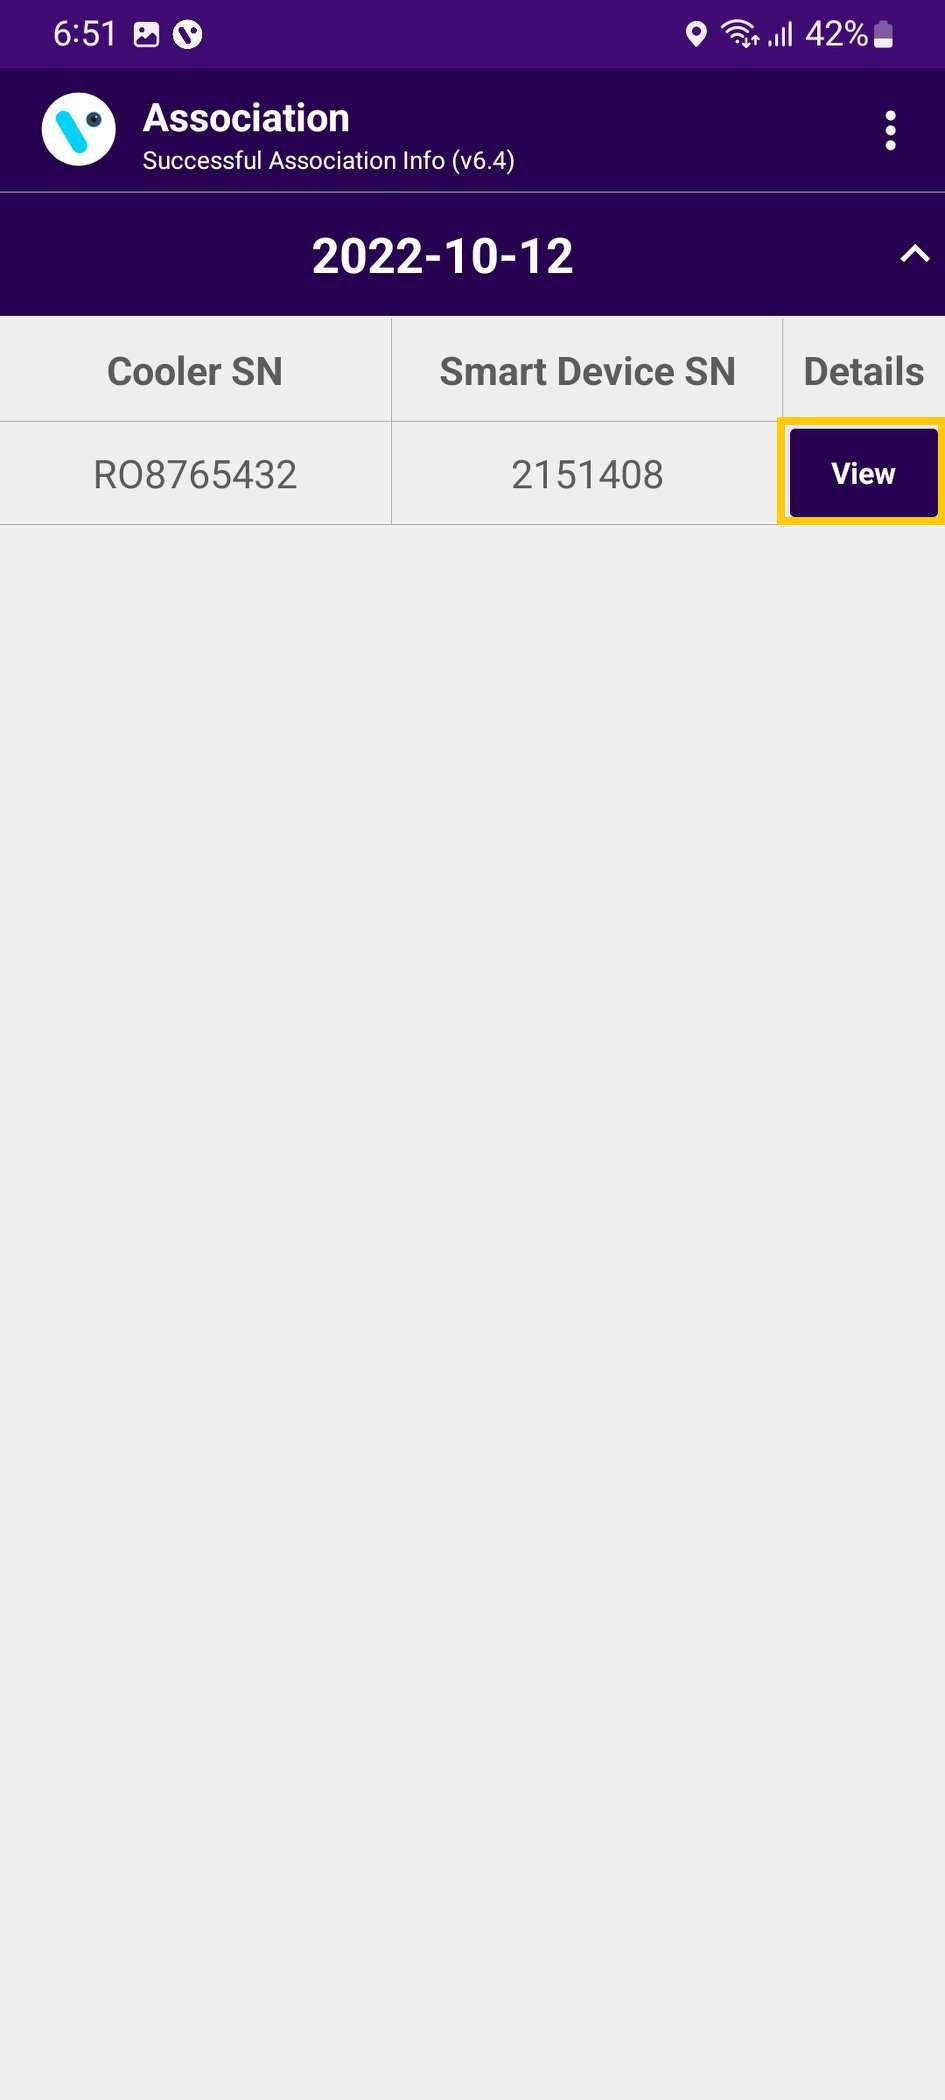 6:51 42%
Association
Successful Association Info (v6.4)
2022-10-12
Cooler SN Smart Device SN Details
RO8765432 2151408 View